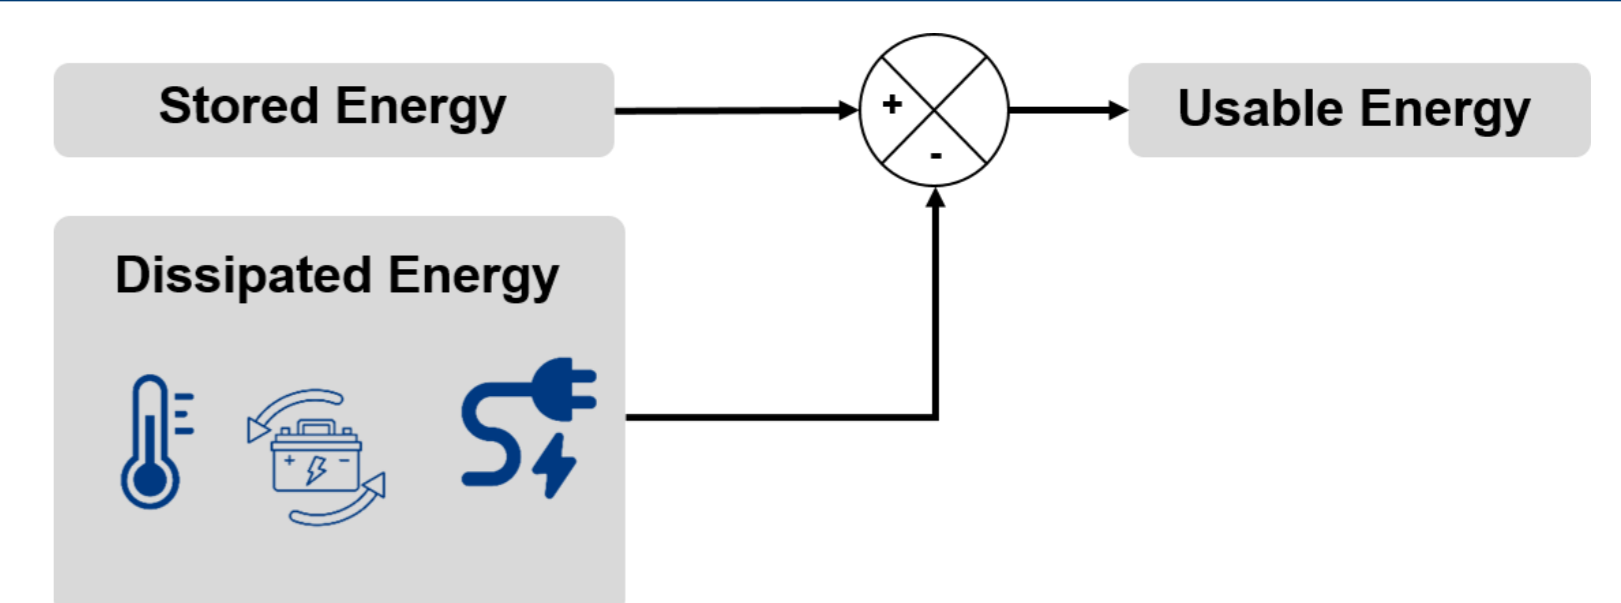 Stored Energy
+
-
Usable Energy
Dissipated Energy
+ -